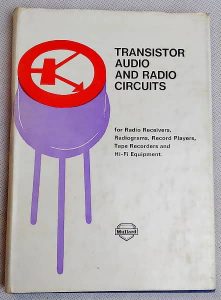 TRANSISTOR
AUDIO
AND RADIO
CIRCUITS
for Radio Receivers,
Radiograms, Record Players,
Tape Recorders and
Hi-Fi Equipment
Mullard